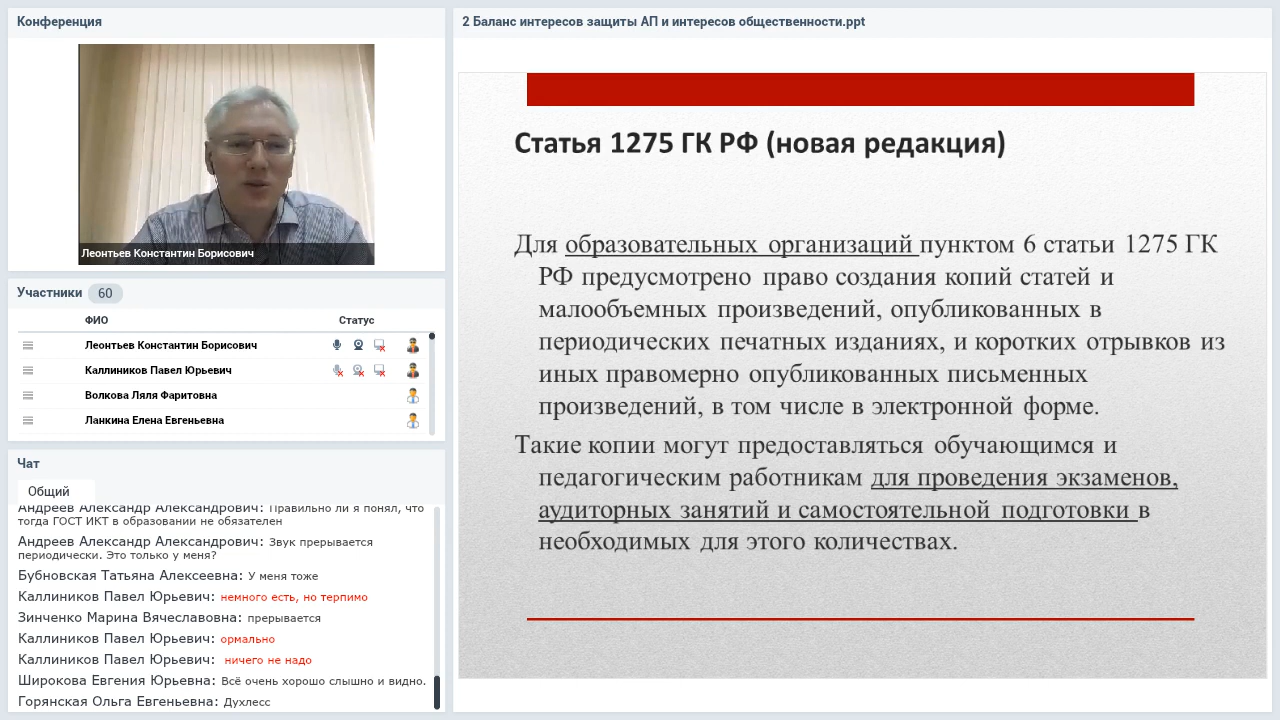 Конференция
Леонтьев Константин Борисович
Участники 60
ФИО Статус
Леонтьев Константин Борисович
Каллиников Павел Юрьевич
Волкова Ляля Фаритовна
Ланкина Елена Евгеньевна
Чат
Общий
Андреев Александр Александрович: Правильно ли я понял, что
тогда ГОСТ ИКТ в образовании не обязателен
Андреев Александр Александрович: Звук прерывается
периодически. Это только у меня?
Бубновская Татьяна Алексеевна: У меня тоже
Каллиников Павел Юрьевич: немного есть, но терпимо
Зинченко Марина Вячеславовна: прерывается
Каллиников Павел Юрьевич: ормально
Каллиников Павел Юрьевич: ничего не надо
Широкова Евгения Юрьевна: Всё очень хорошо слышно и видно.
Горянская Ольга Евгеньевна: Духлесс
2 Баланс интересов защиты АП и интересов общественности.ppt
Статья 1275 ГК РФ (новая редакция)
Для образовательных организаций пунктом 6 статьи 1275 ГК
РФ предусмотрено право создания копий статей и
малообъемных произведений, опубликованных в
периодических печатных изданиях, и коротких отрывков из
иных правомерно опубликованных письменных
произведений, в том числе в электронной форме.
Такие копии могут предоставляться обучающимся и
педагогическим работникам для проведения экзаменов,
аудиторных занятий и самостоятельной подготовки в
необходимых для этого количествах.